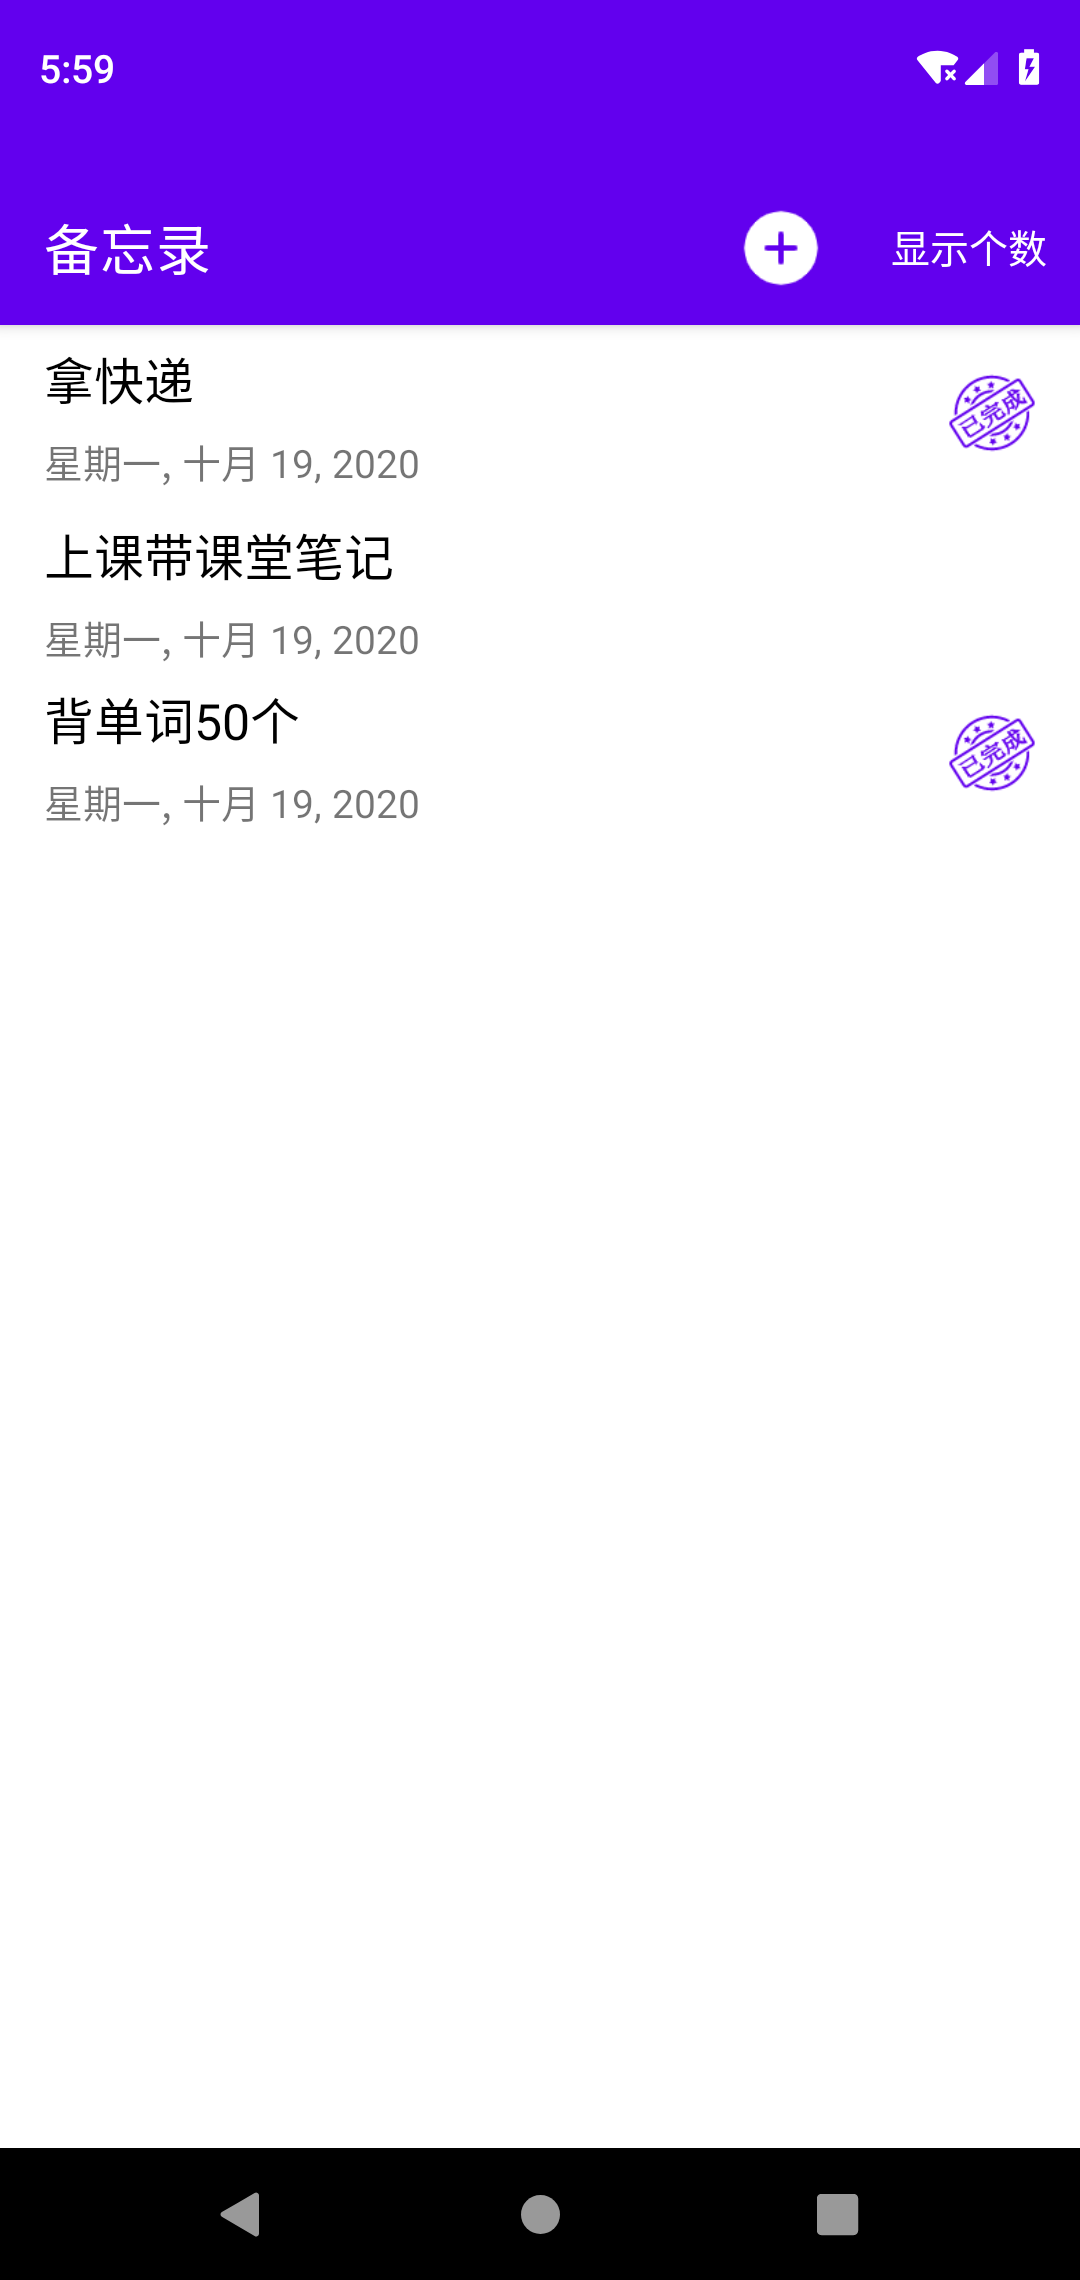 5:59
备忘录
显示个数
拿快递
已完成
星期一, 十月 19, 2020
上课带课堂笔记
星期一, 十月 19, 2020
背单词50个
已完成
星期一, 十月 19, 2020